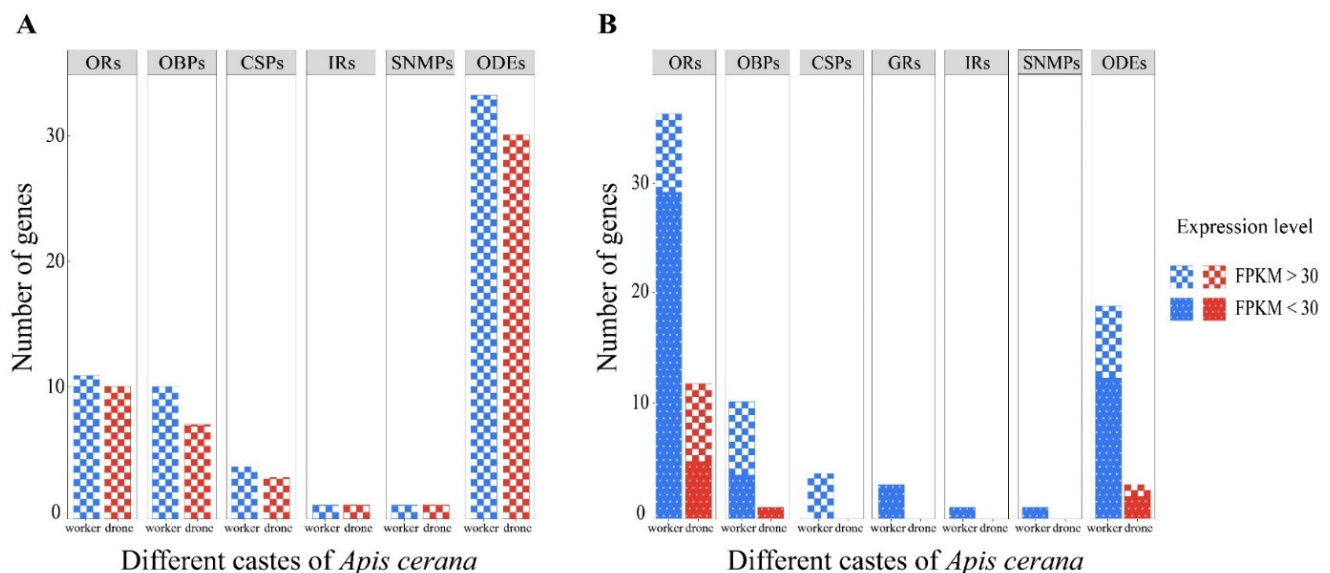 A
ORs OBPs CSPs IRs SNMPs ODEs
Number of genes
30
20
10
0
worker drone worker drone worker drone worker drone worker drone worker drone
Different castes of Apis cerana
B
ORs OBPs CSPs GRs IRs SNMPs ODEs
Number of genes
30
20
10
0
worker drone worker drone worker drone worker drone worker drone worker drone worker drone
Different castes of Apis cerana
Expression level
FPKM > 30
FPKM < 30